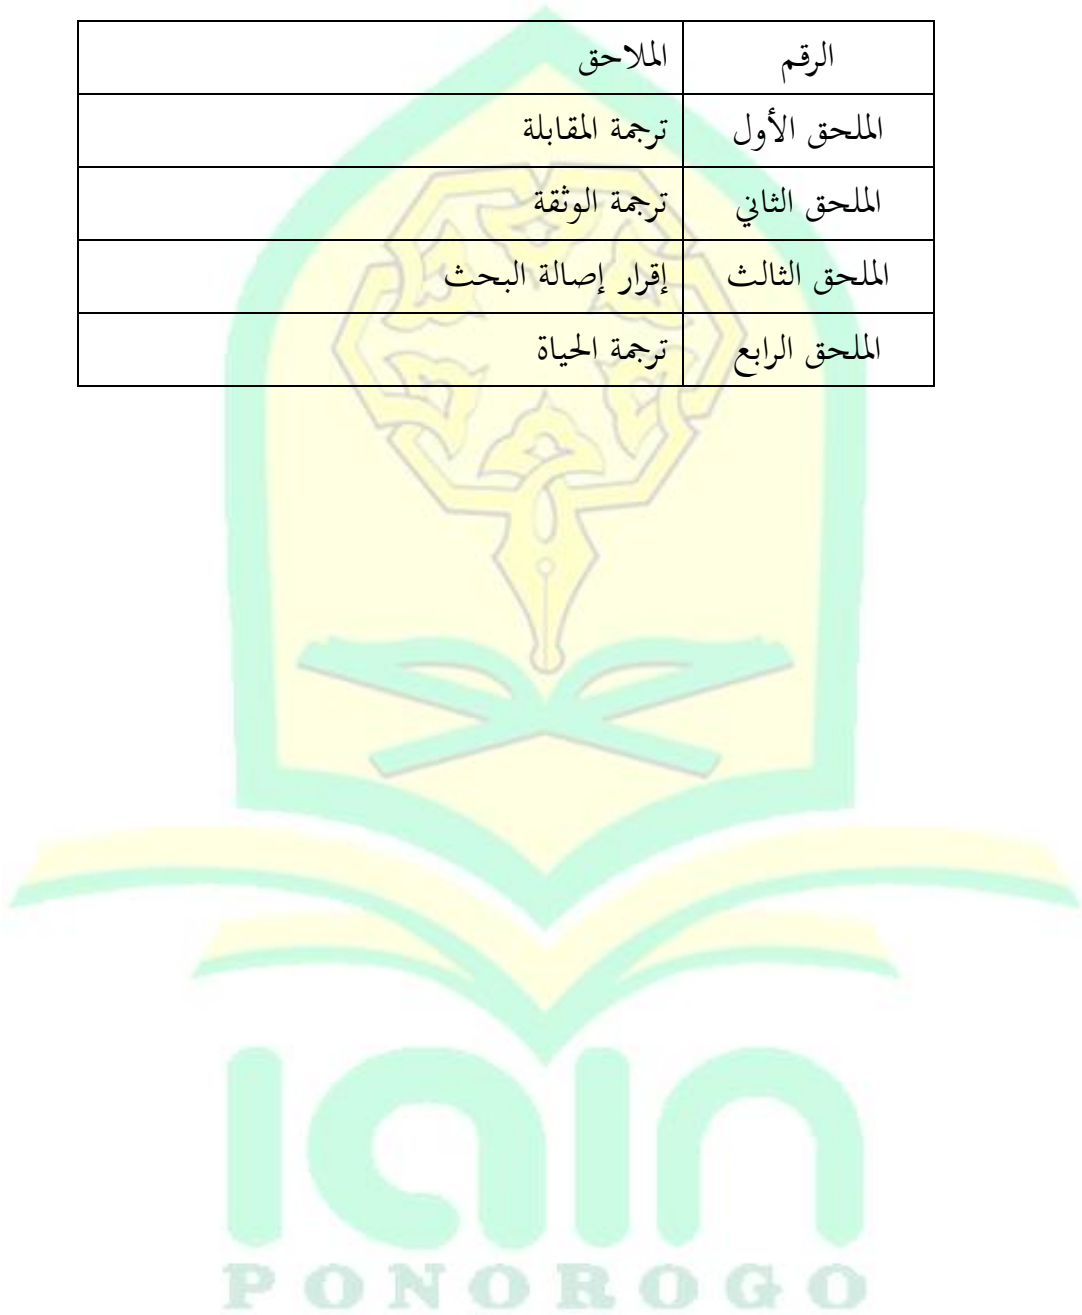 الرقم الملاحق
الملحق الأول ترجمة المقابلة
الملحق الثاني ترجمة الوثقة
الملحق الثالث إقرار إصالة البحث
الملحق الرابع ترجمة الحياة
iain
PONOROGO